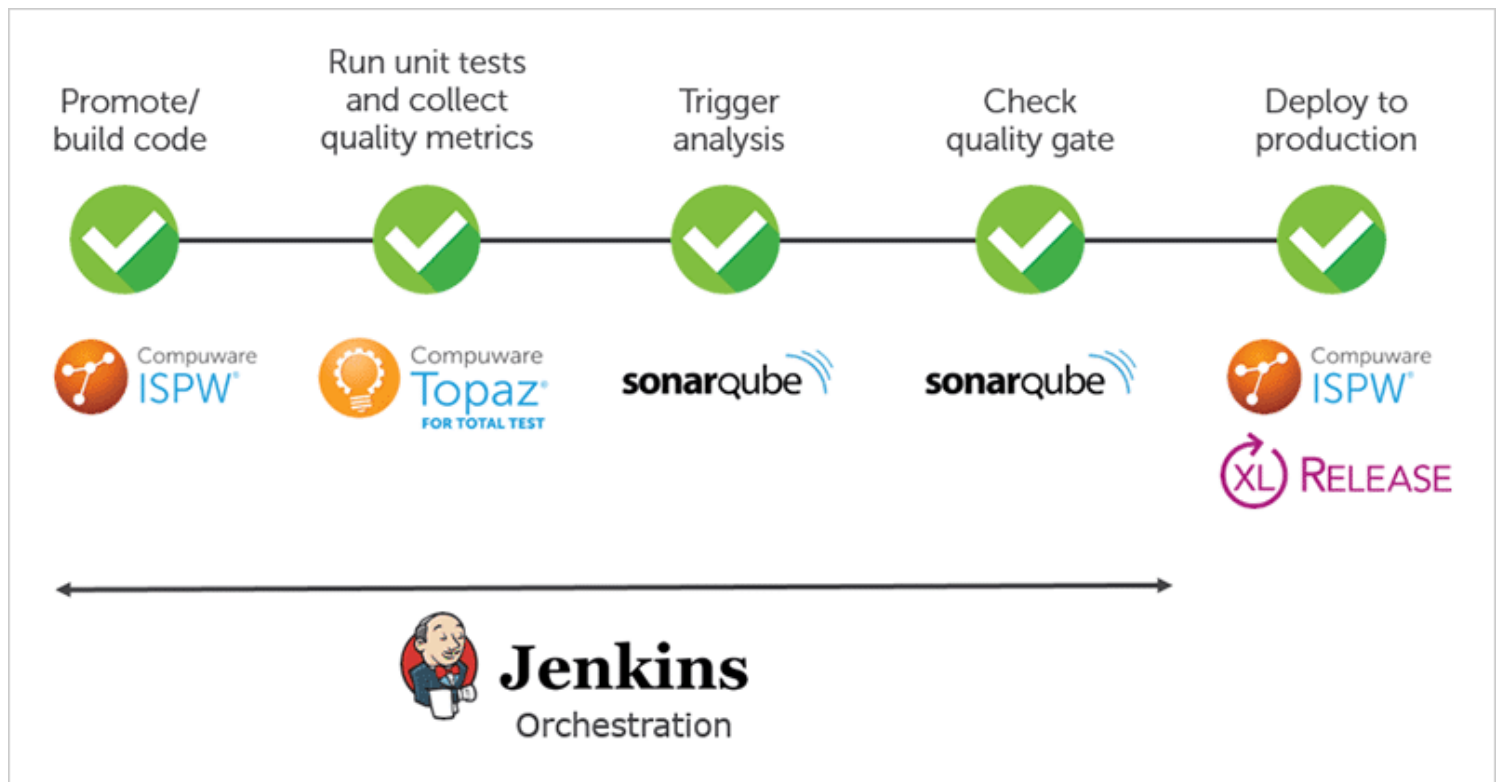 Promote/
build code
Run unit tests
and collect
quality metrics
Trigger
analysis
Check
quality gate
Deploy to
production
Compuware
ISPW®
Compuware
Topaz®
FOR TOTAL TEST
sonarqube
sonarqube
Compuware
ISPW®
XL RELEASE
Jenkins
Orchestration